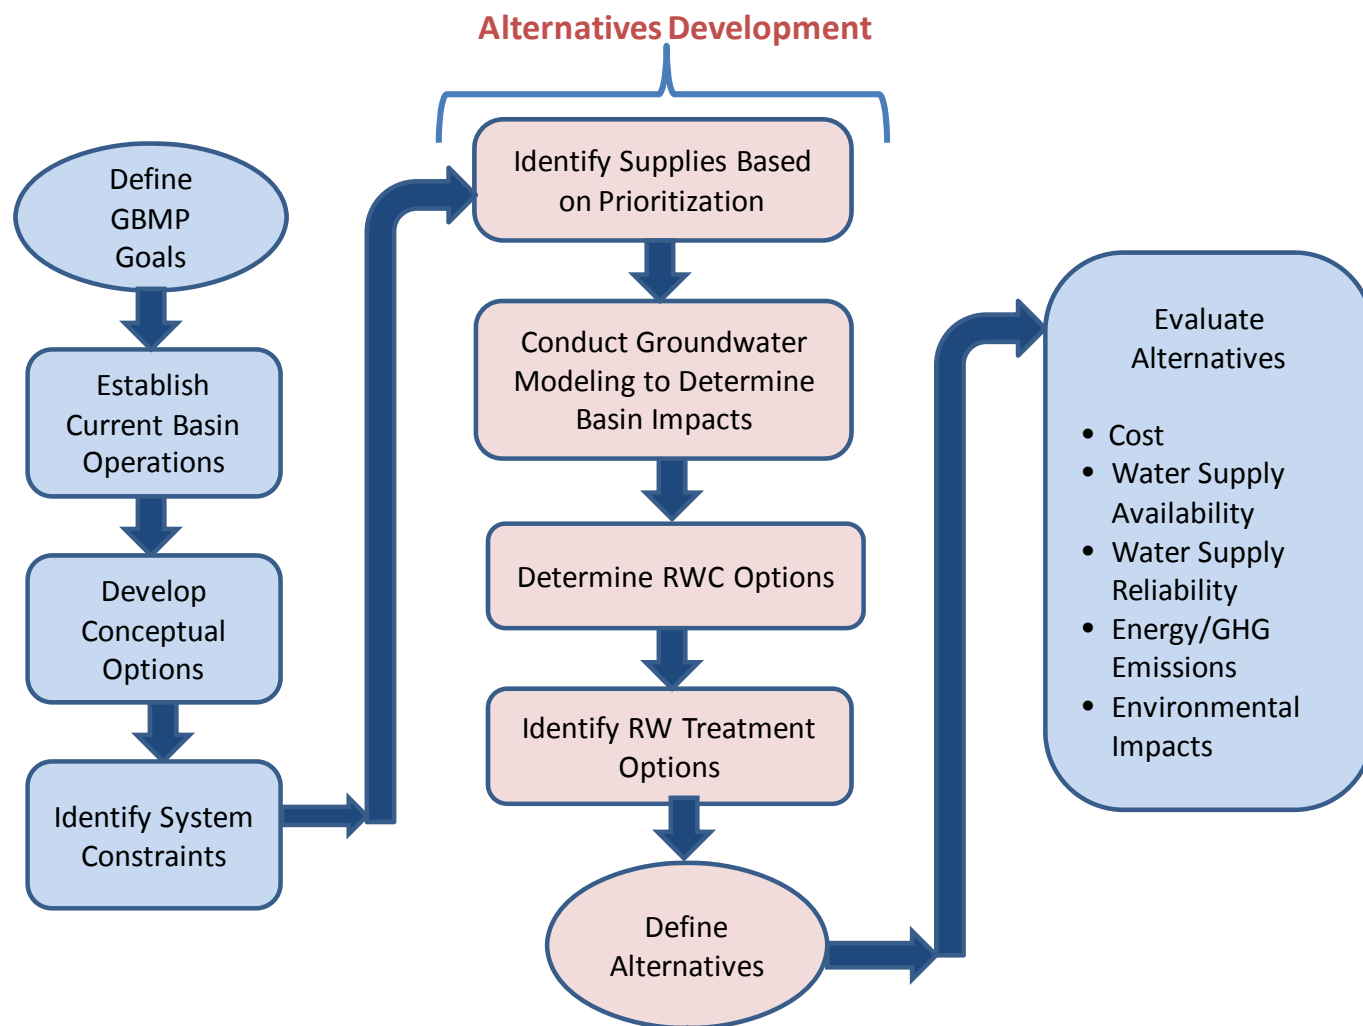 Alternatives Development
Define
GBMP
Goals
Establish
Current Basin
Operations
Develop
Conceptual
Options
Identify System
Constraints
Identify Supplies Based
on Prioritization
Conduct Groundwater
Modeling to Determine
Basin Impacts
Determine RWC Options
Identify RW Treatment
Options
Define
Alternatives
Evaluate
Alternatives
• Cost
• Water Supply
Availability
• Water Supply
Reliability
• Energy/GHG
Emissions
• Environmental
Impacts